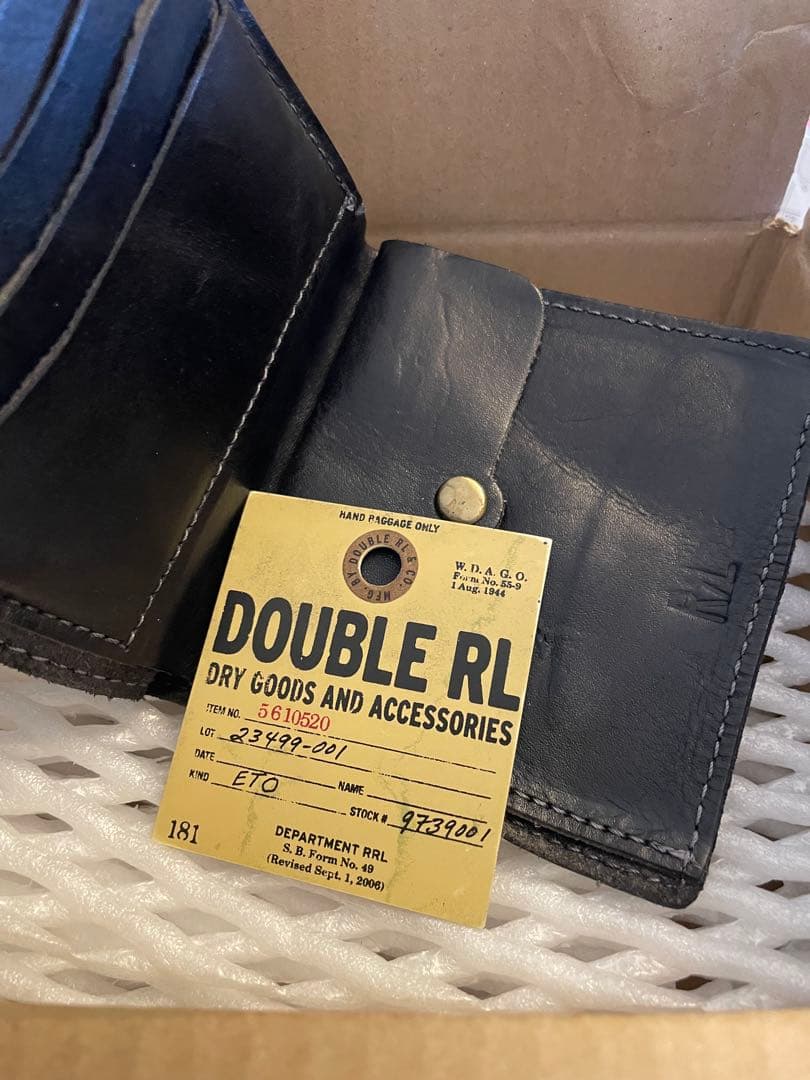 HAND BAGGAGE ONLY
MFG. BY DOUBLE RL & CO.
W. D. A. G. O.
Form No. 55-9
1 Aug. 1944
DOUBLE RL
DRY GOODS AND ACCESSORIES
ITEM NO. 5610520
LOT 23499-001
DATE
KIND ETO NAME
STOCK # 9739001
181
DEPARTMENT RRL
S. B. Form No. 49
(Revised Sept. 1, 2006)
RRL